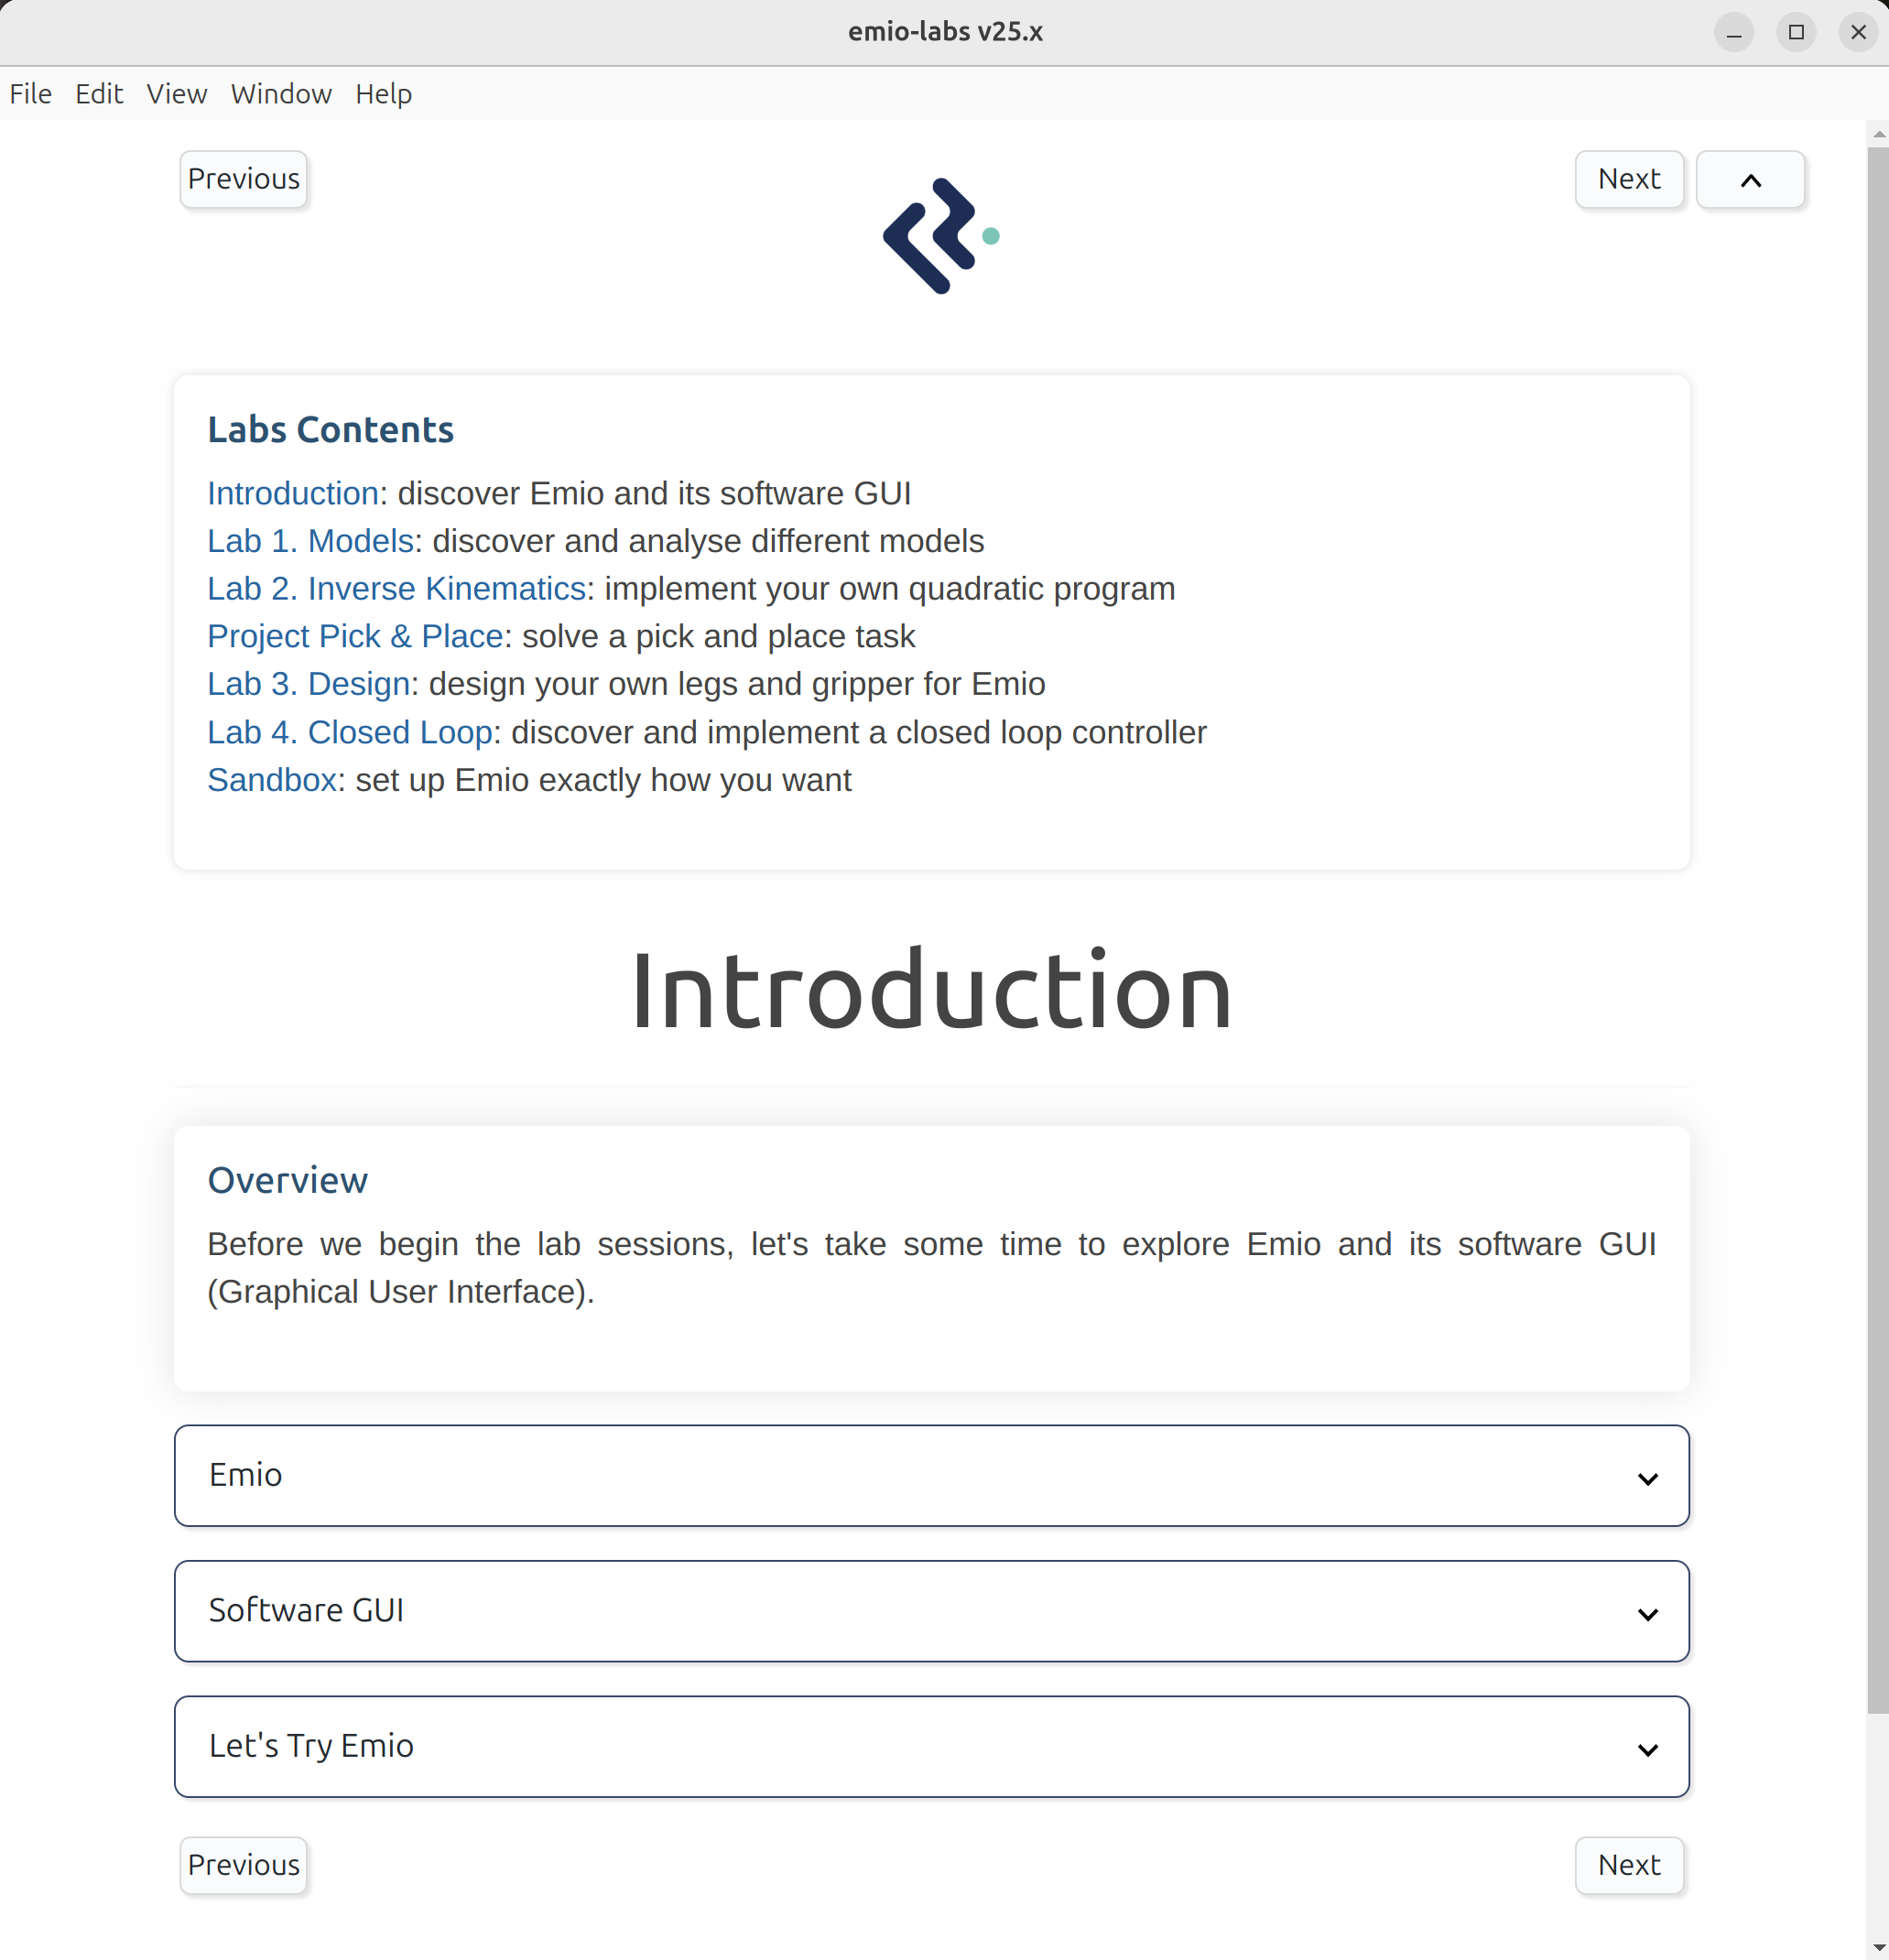 emio-labs v25.x
File Edit View Window Help
Previous
Next
Labs Contents
Introduction: discover Emio and its software GUI
Lab 1. Models: discover and analyse different models
Lab 2. Inverse Kinematics: implement your own quadratic program
Project Pick & Place: solve a pick and place task
Lab 3. Design: design your own legs and gripper for Emio
Lab 4. Closed Loop: discover and implement a closed loop controller
Sandbox: set up Emio exactly how you want
Introduction
Overview
Before we begin the lab sessions, let's take some time to explore Emio and its software GUI
(Graphical User Interface).
Emio
Software GUI
Let's Try Emio
Previous
Next